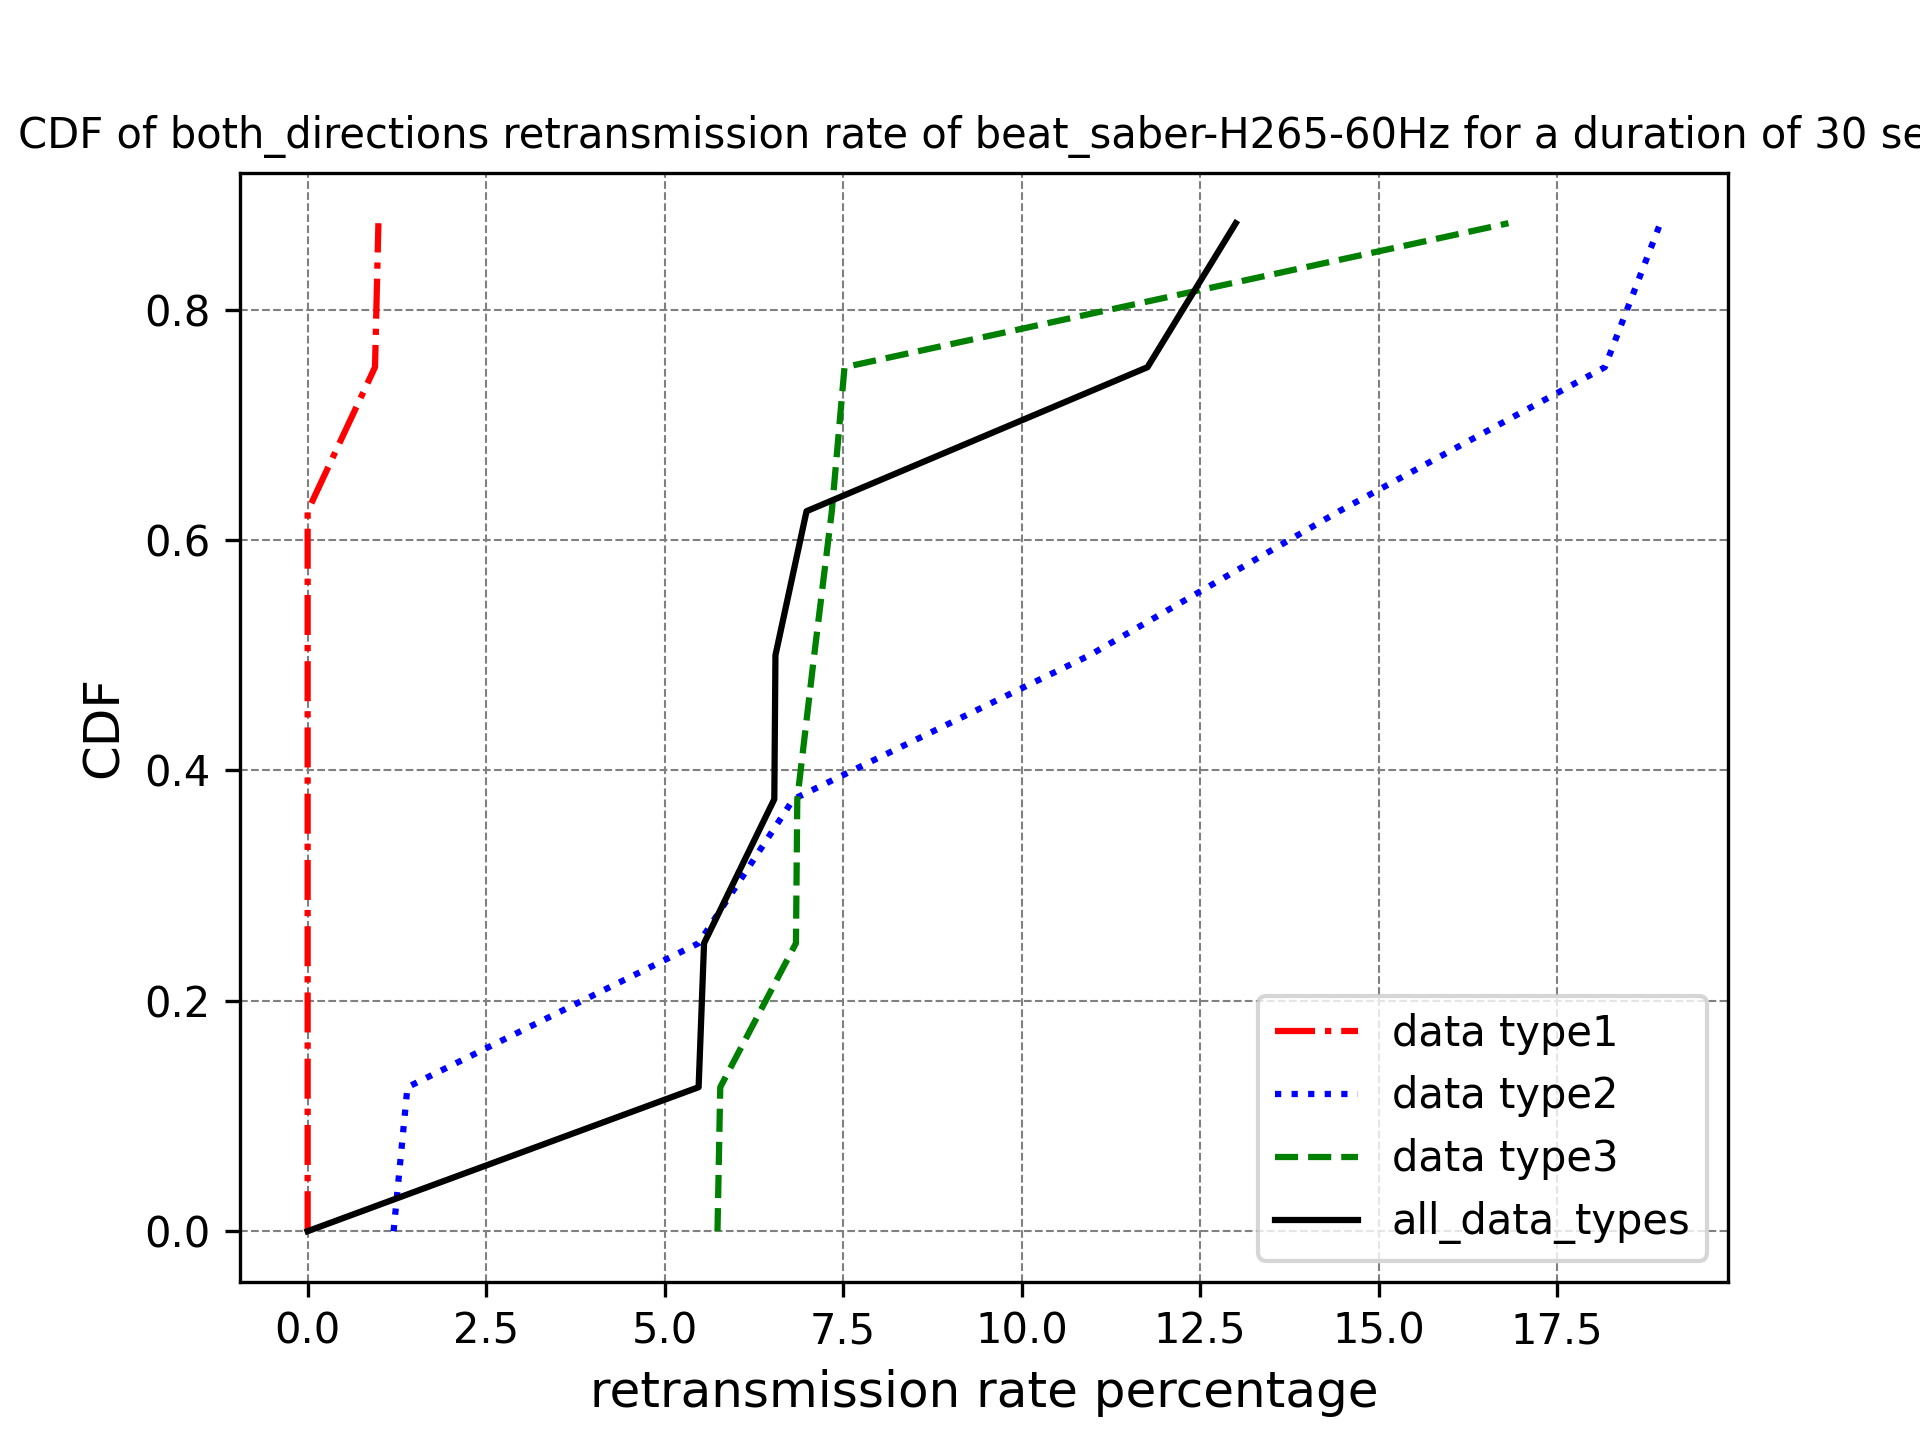 CDF of both_directions retransmission rate of beat_saber-H265-60Hz for a duration of 30 se
0.8
0.6
0.4
0.2
0.0
CDF
data type1
data type2
data type3
all_data_types
0.0 2.5 5.0 7.5 10.0 12.5 15.0 17.5
retransmission rate percentage